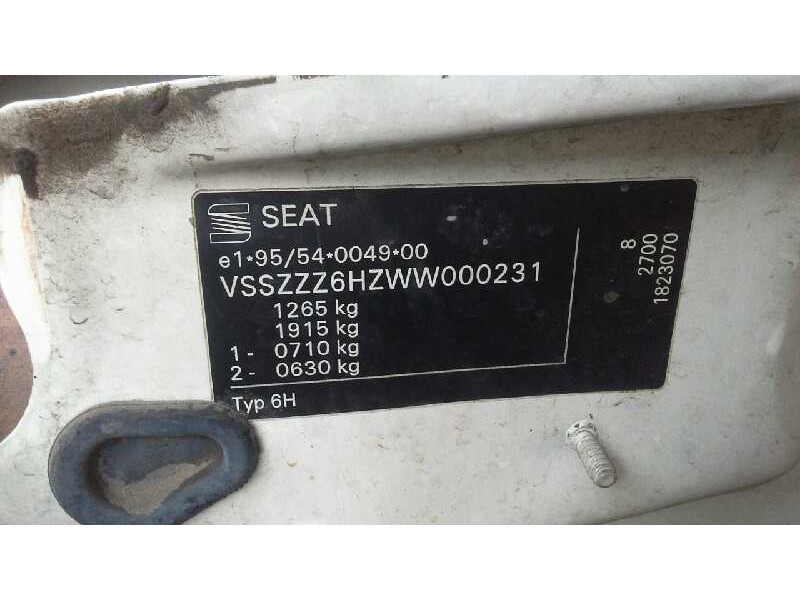 SEAT
e1*95/54*0049*00
VSSZZZ6HZWW000231
1265 kg
1915 kg
1 - 0710 kg
2 - 0630 kg
Typ 6H
8
2700
1823070